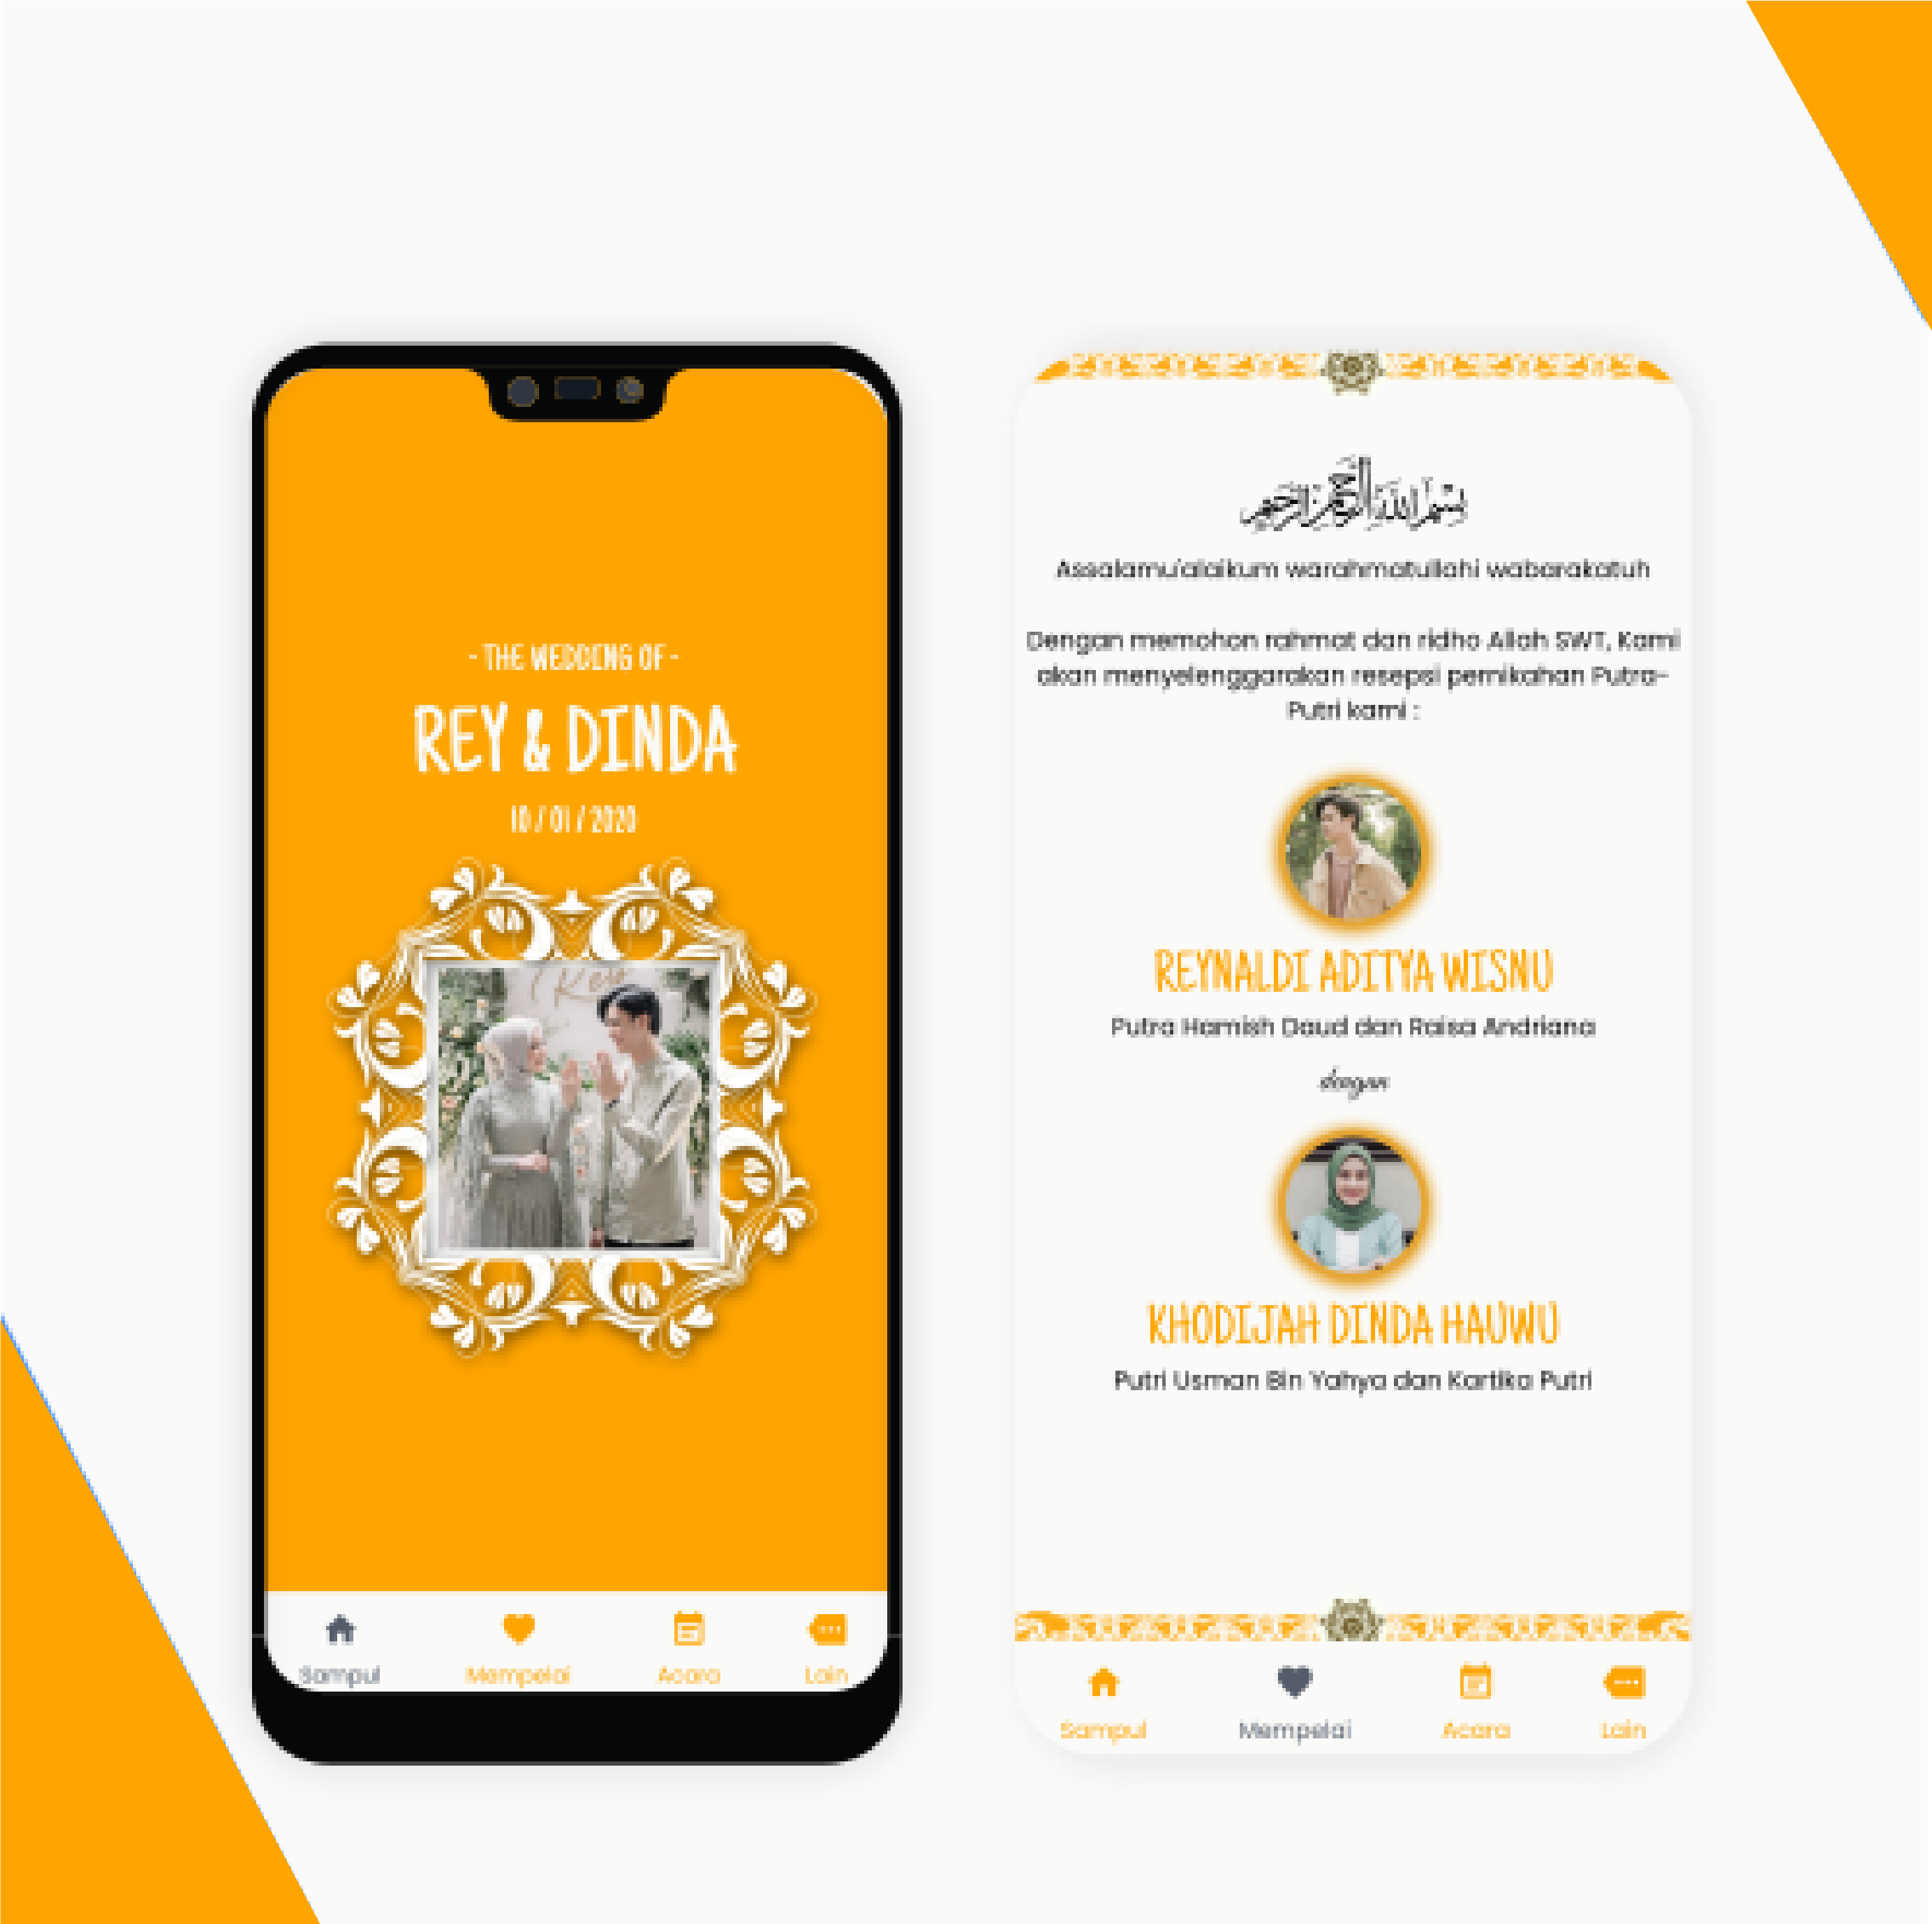 - THE WEDDING OF -
REY & DINDA
10 / 01 / 2020
Sampul
Mempelai
Acara
Lain
بسم الله الرحمن الرحيم
Assalamu'alaikum warahmatullahi wabarakatuh
Dengan memohon rahmat dan ridho Allah SWT, Kami
akan menyelenggarakan resepsi pernikahan Putra-
Putri kami :
REYNALDI ADITYA WISNU
Putra Hamish Daud dan Raisa Andriana
dengan
KHODIJAH DINDA HAUWU
Putri Usman Bin Yahya dan Kartika Putri
Sampul
Mempelai
Acara
Lain